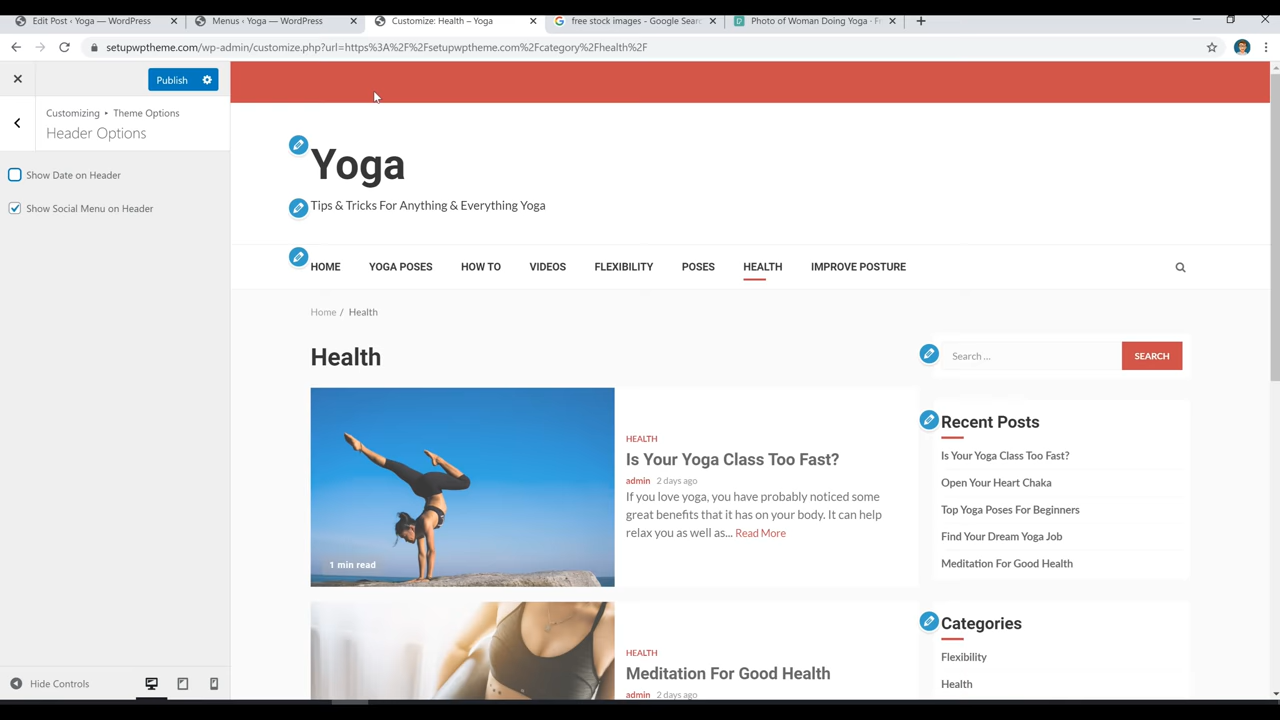 Edit Post ‹ Yoga — WordPress
Menus ‹ Yoga — WordPress
Customize: Health – Yoga
free stock images - Google Sear
Photo of Woman Doing Yoga · F
setupwptheme.com/wp-admin/customize.php?url=https%3A%2F%2Fsetupwptheme.com%2Fcategory%2Fhealth%2F
Publish
Customizing • Theme Options
Header Options
Show Date on Header
Show Social Menu on Header
Hide Controls
Yoga
Tips & Tricks For Anything & Everything Yoga
HOME YOGA POSES HOW TO VIDEOS FLEXIBILITY POSES HEALTH IMPROVE POSTURE
Home / Health
Health
1 min read
HEALTH
Is Your Yoga Class Too Fast?
admin 2 days ago
If you love yoga, you have probably noticed some
great benefits that it has on your body. It can help
relax you as well as... Read More
HEALTH
Meditation For Good Health
admin 2 days ago
Search ...
SEARCH
Recent Posts
Is Your Yoga Class Too Fast?
Open Your Heart Chaka
Top Yoga Poses For Beginners
Find Your Dream Yoga Job
Meditation For Good Health
Categories
Flexibility
Health